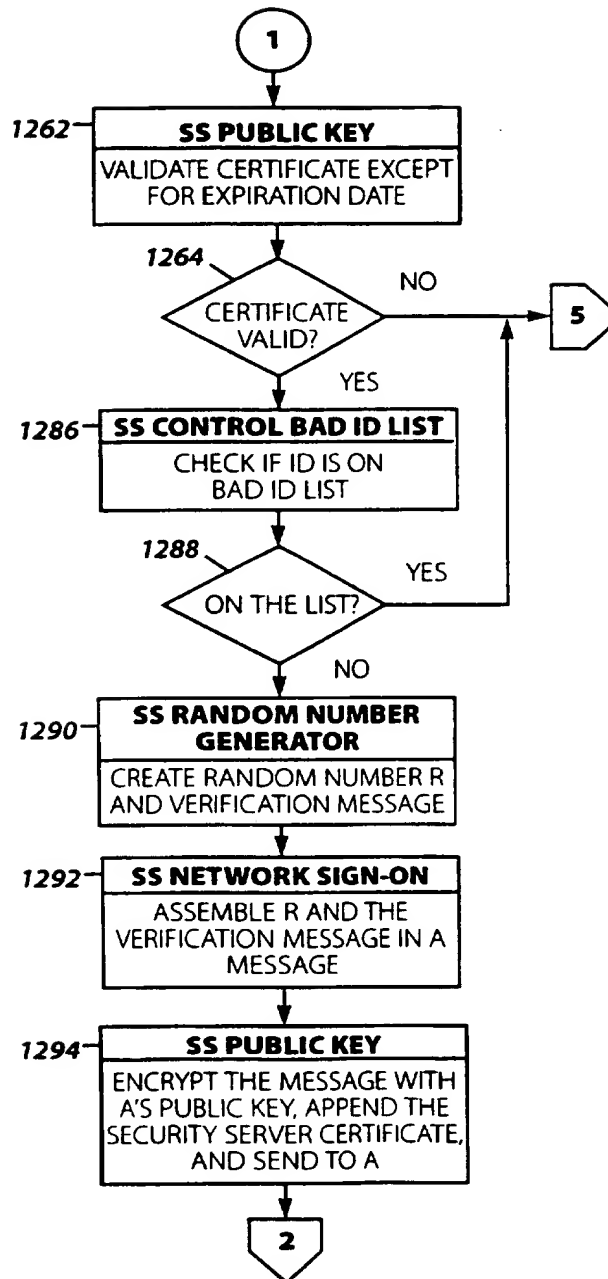 1
1262
SS PUBLIC KEY
VALIDATE CERTIFICATE EXCEPT
FOR EXPIRATION DATE
1264
NO
CERTIFICATE
VALID?
5
YES
1286
SS CONTROL BAD ID LIST
CHECK IF ID IS ON
BAD ID LIST
1288
YES
ON THE LIST?
NO
1290
SS RANDOM NUMBER
GENERATOR
CREATE RANDOM NUMBER R
AND VERIFICATION MESSAGE
1292
SS NETWORK SIGN-ON
ASSEMBLE R AND THE
VERIFICATION MESSAGE IN A
MESSAGE
1294
SS PUBLIC KEY
ENCRYPT THE MESSAGE WITH
A'S PUBLIC KEY, APPEND THE
SECURITY SERVER CERTIFICATE,
AND SEND TO A
2